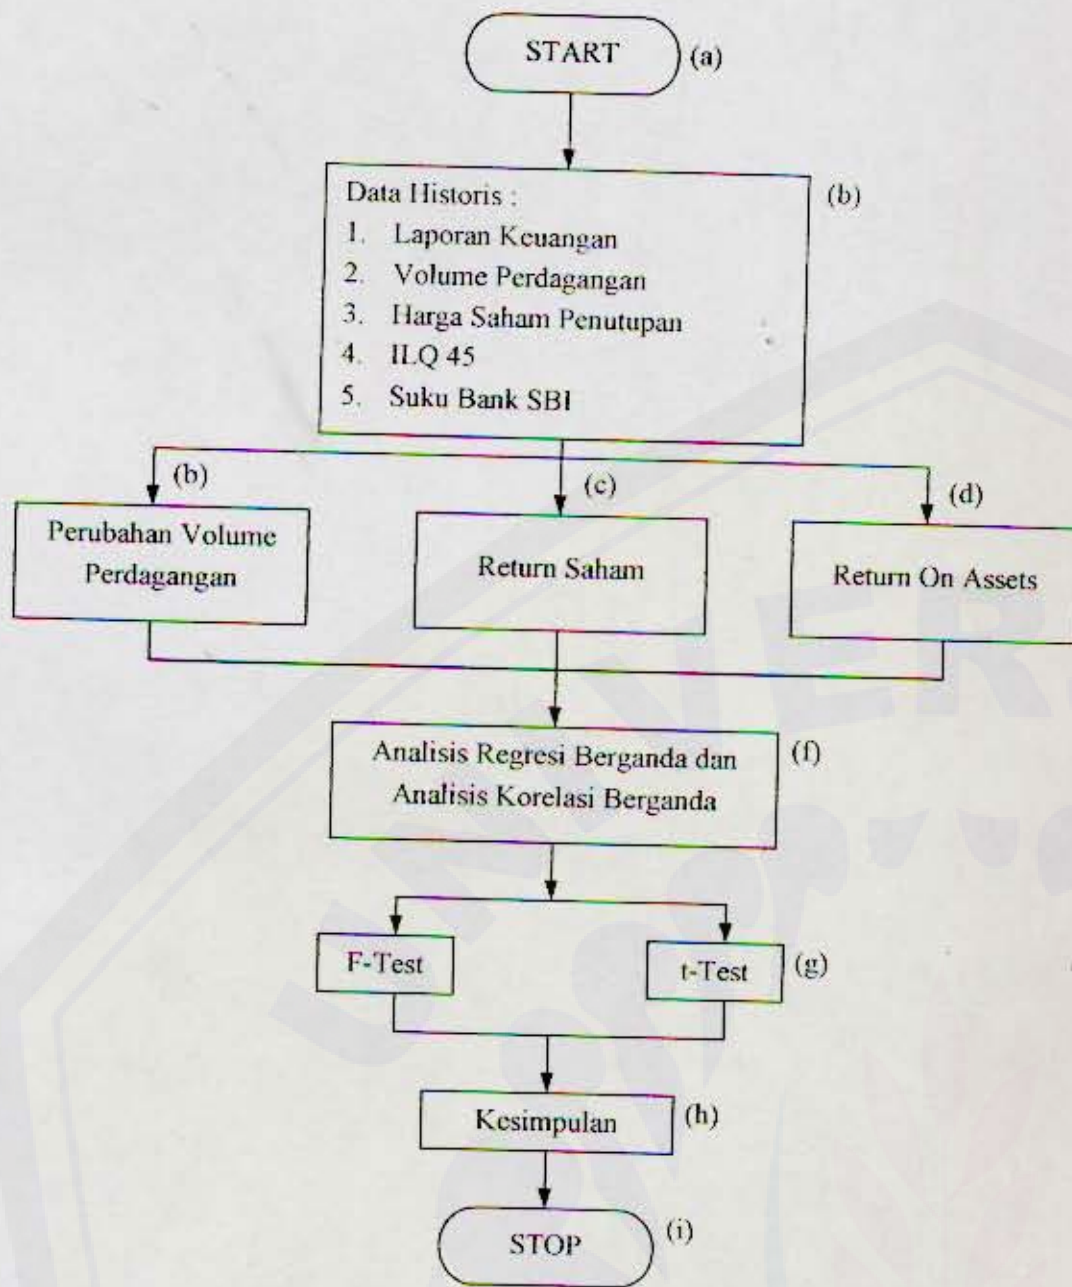 START (a)
Data Historis : (b)
1. Laporan Keuangan
2. Volume Perdagangan
3. Harga Saham Penutupan
4. ILQ 45
5. Suku Bank SBI
(b) (c) (d)
Perubahan Volume
Perdagangan
Return Saham
Return On Assets
Analisis Regresi Berganda dan
Analisis Korelasi Berganda
(f)
F-Test
t-Test
(g)
Kesimpulan (h)
STOP (i)